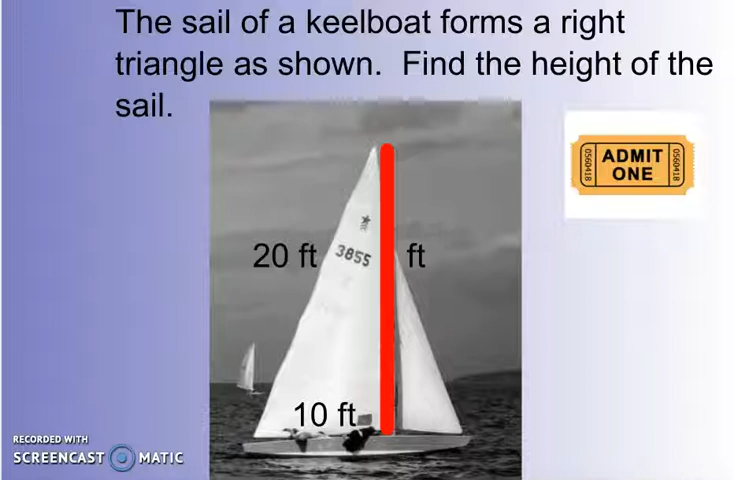 The sail of a keelboat forms a right
triangle as shown.  Find the height of the
sail.
0560418
ADMIT
ONE
0560418
20 ft
3855
ft
10 ft
RECORDED WITH
SCREENCAST MATIC